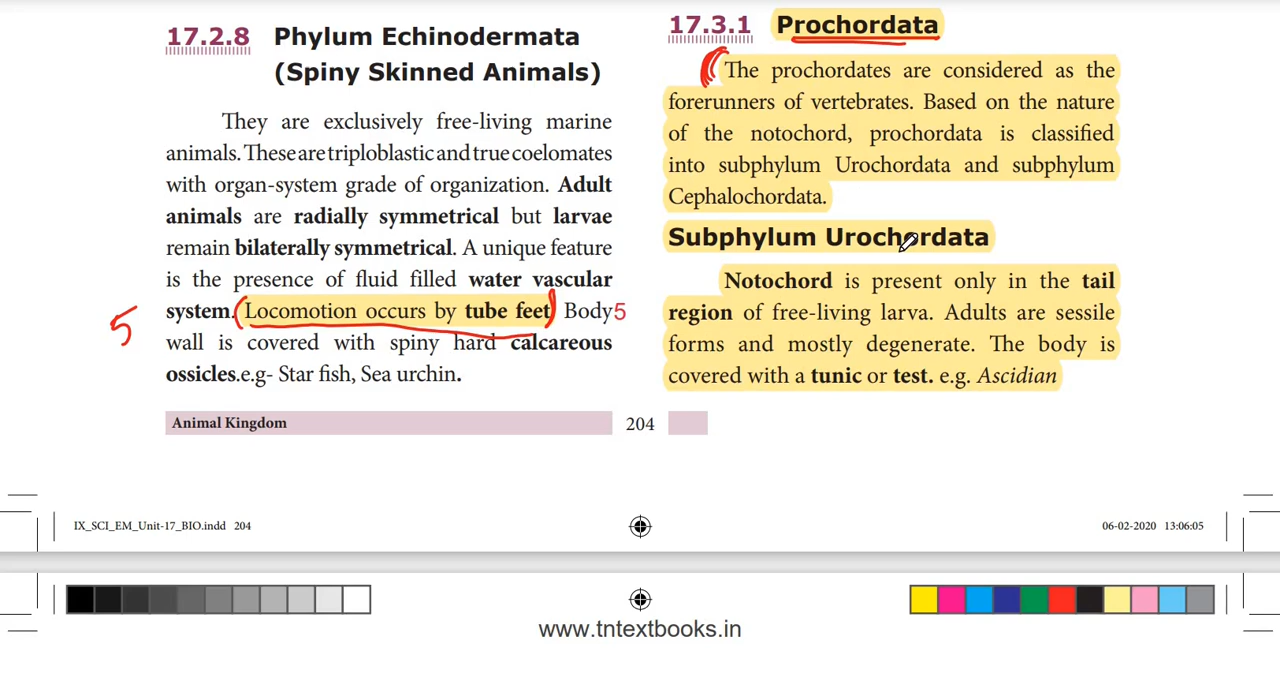 17.2.8 Phylum Echinodermata
(Spiny Skinned Animals)
They are exclusively free-living marine
animals. These are triploblastic and true coelomates
with organ-system grade of organization. Adult
animals are radially symmetrical but larvae
remain bilaterally symmetrical. A unique feature
is the presence of fluid filled water vascular
system. (Locomotion occurs by tube feet) Body 5
5
wall is covered with spiny hard calcareous
ossicles.e.g- Star fish, Sea urchin.
Animal Kingdom
204
17.3.1 Prochordata
The prochordates are considered as the
forerunners of vertebrates. Based on the nature
of the notochord, prochordata is classified
into subphylum Urochordata and subphylum
Cephalochordata.
Subphylum Urochordata
Notochord is present only in the tail
region of free-living larva. Adults are sessile
forms and mostly degenerate. The body is
covered with a tunic or test. e.g. Ascidian
IX_SCI_EM_Unit-17_BIO.indd 204
06-02-2020 13:06:05
www.tntextbooks.in